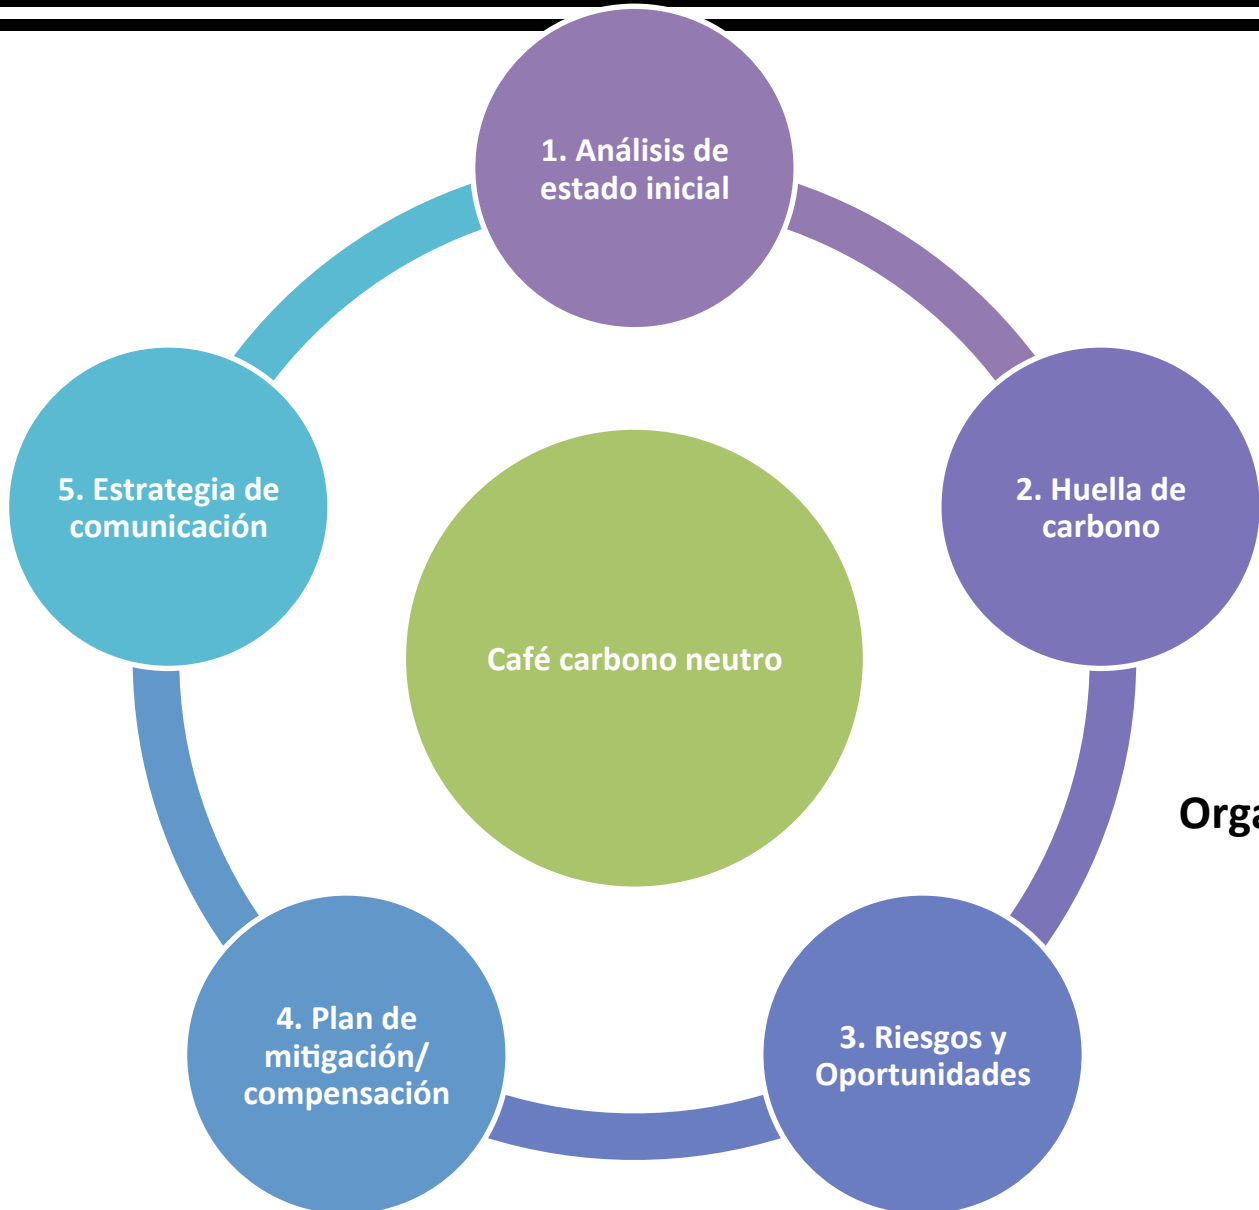 1. Análisis de
estado inicial
2. Huella de
carbono
3. Riesgos y
Oportunidades
4. Plan de
mitigación/
compensación
5. Estrategia de
comunicación
Café carbono neutro